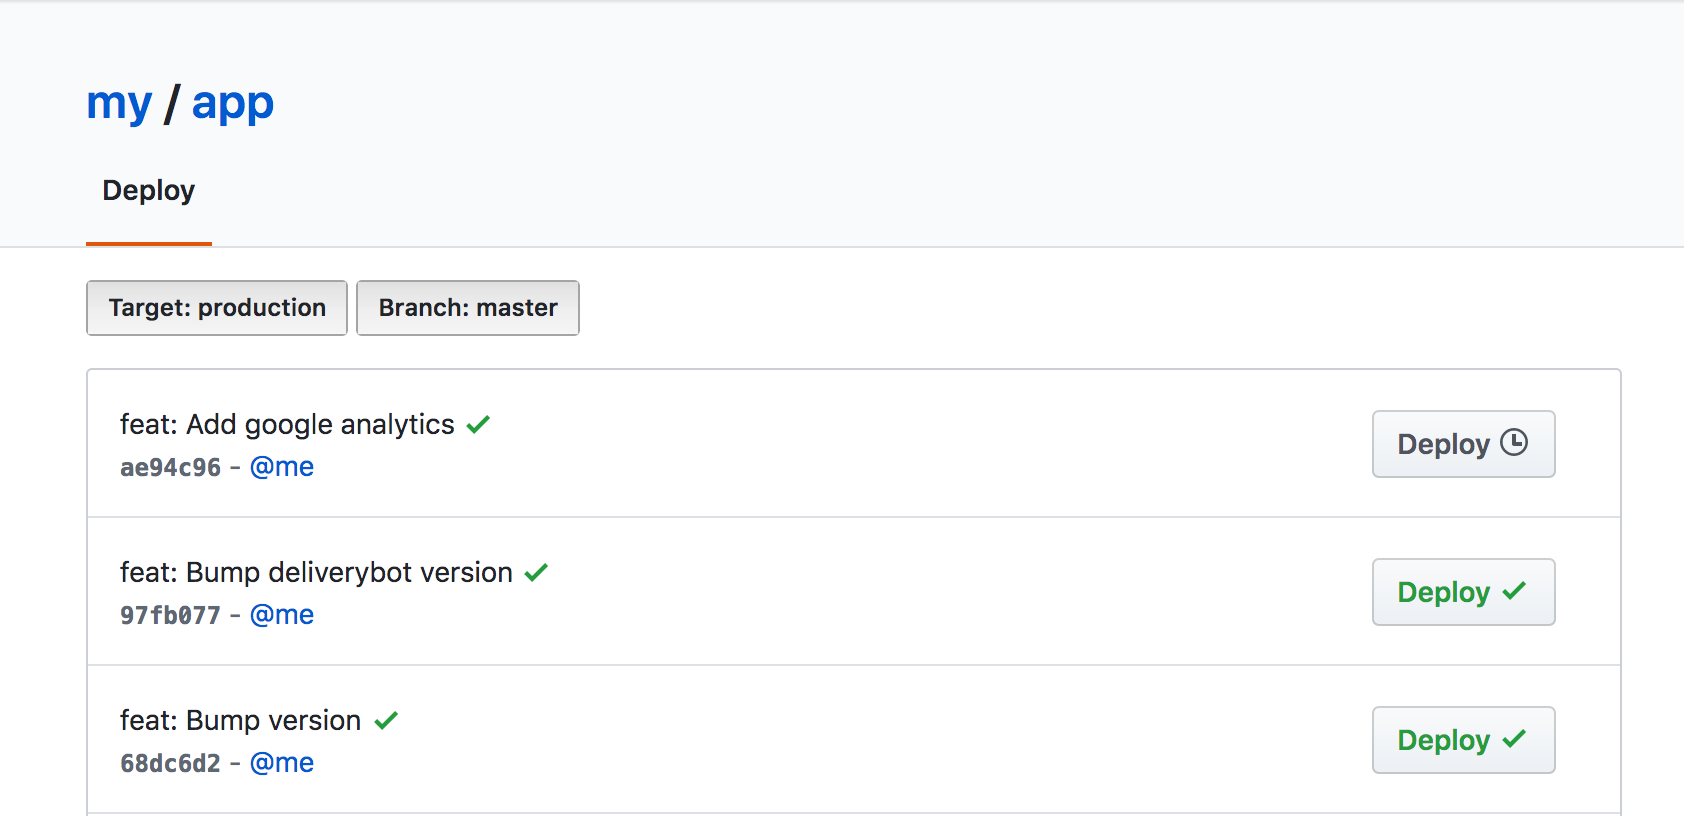 my / app
Deploy
Target: production Branch: master
feat: Add google analytics
ae94c96 – @me
Deploy
feat: Bump deliverybot version
97fb077 – @me
Deploy
feat: Bump version
68dc6d2 – @me
Deploy